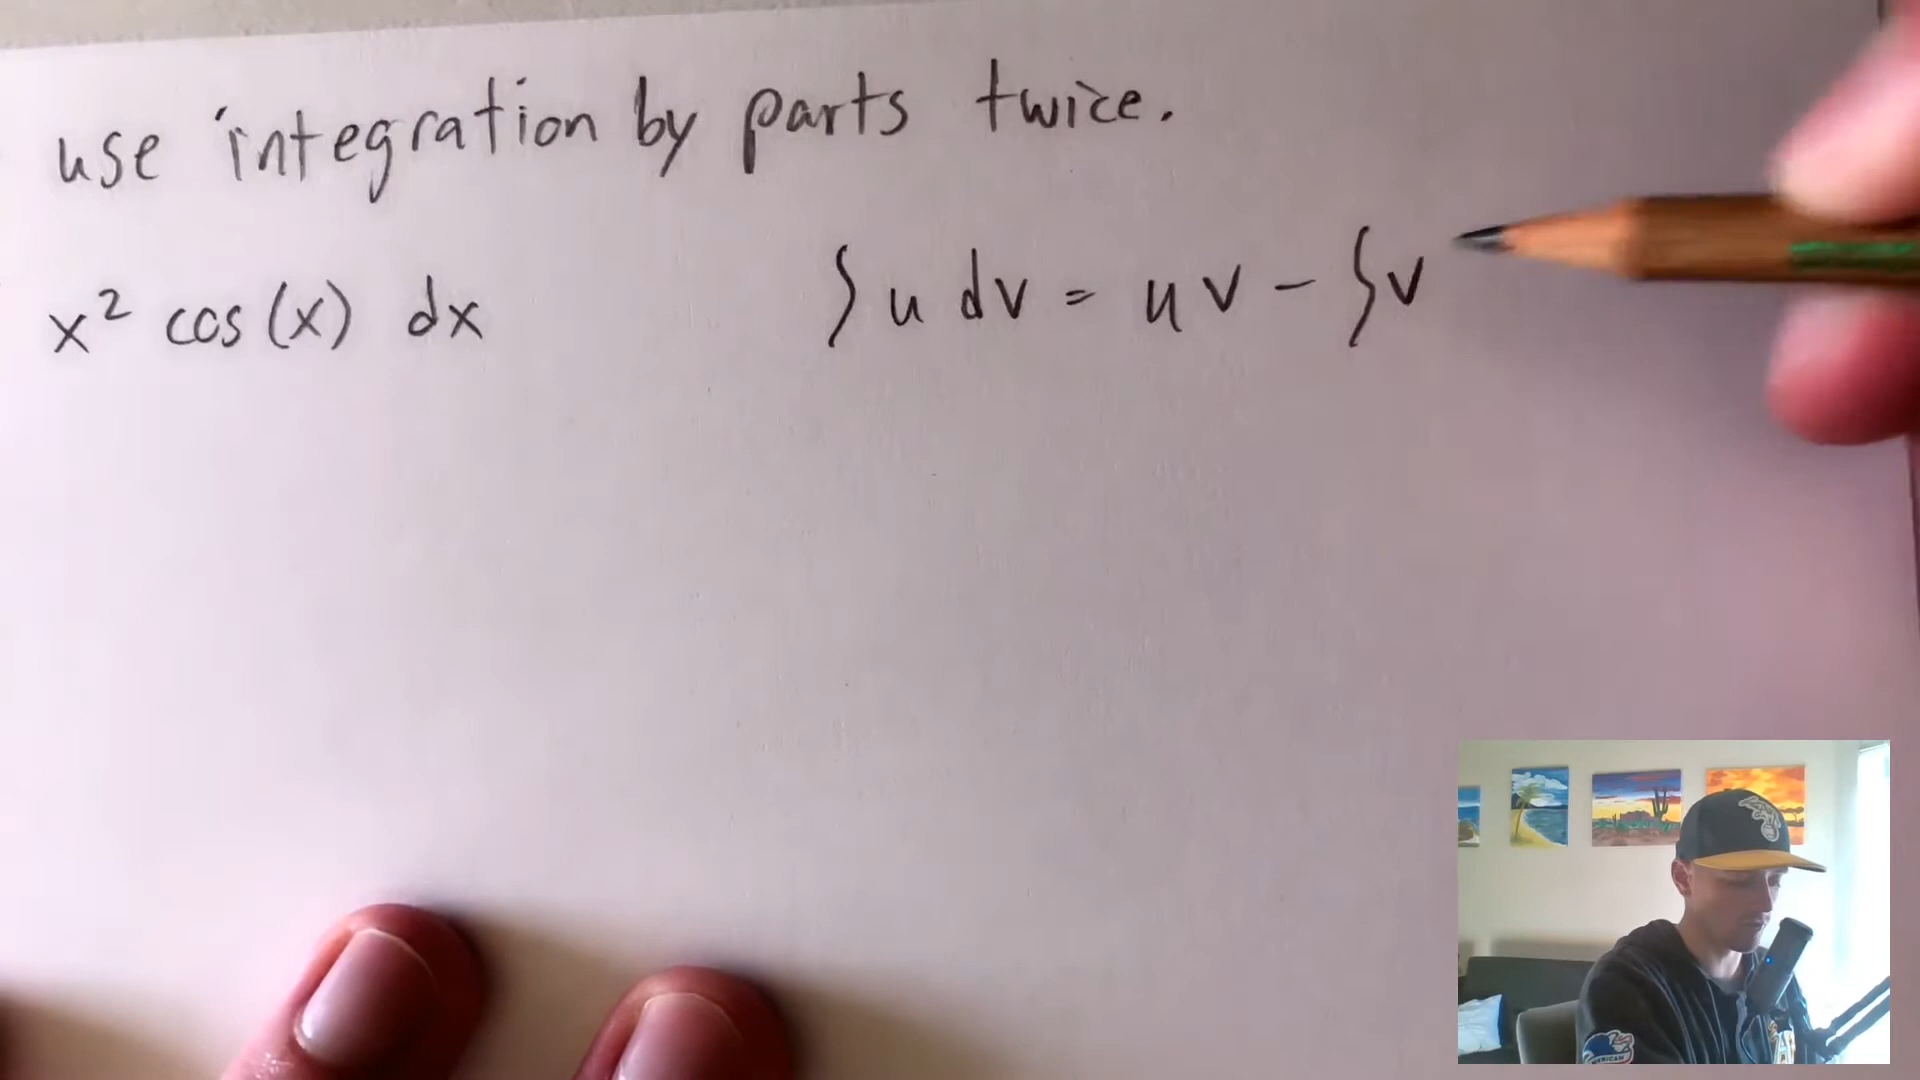 use integration by parts twice.
x² cos(x) dx
∫ u dv = uv - ∫v